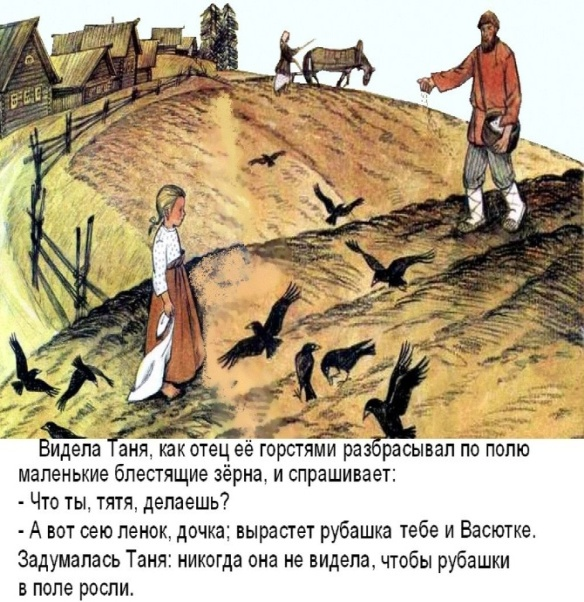 Видела Таня, как отец её горстями разбрасывал по полю
маленькие блестящие зёрна, и спрашивает:
- Что ты, тятя, делаешь?
- А вот сею ленок, дочка; вырастет рубашка тебе и Васютке.
Задумалась Таня: никогда она не видела, чтобы рубашки
в поле росли.